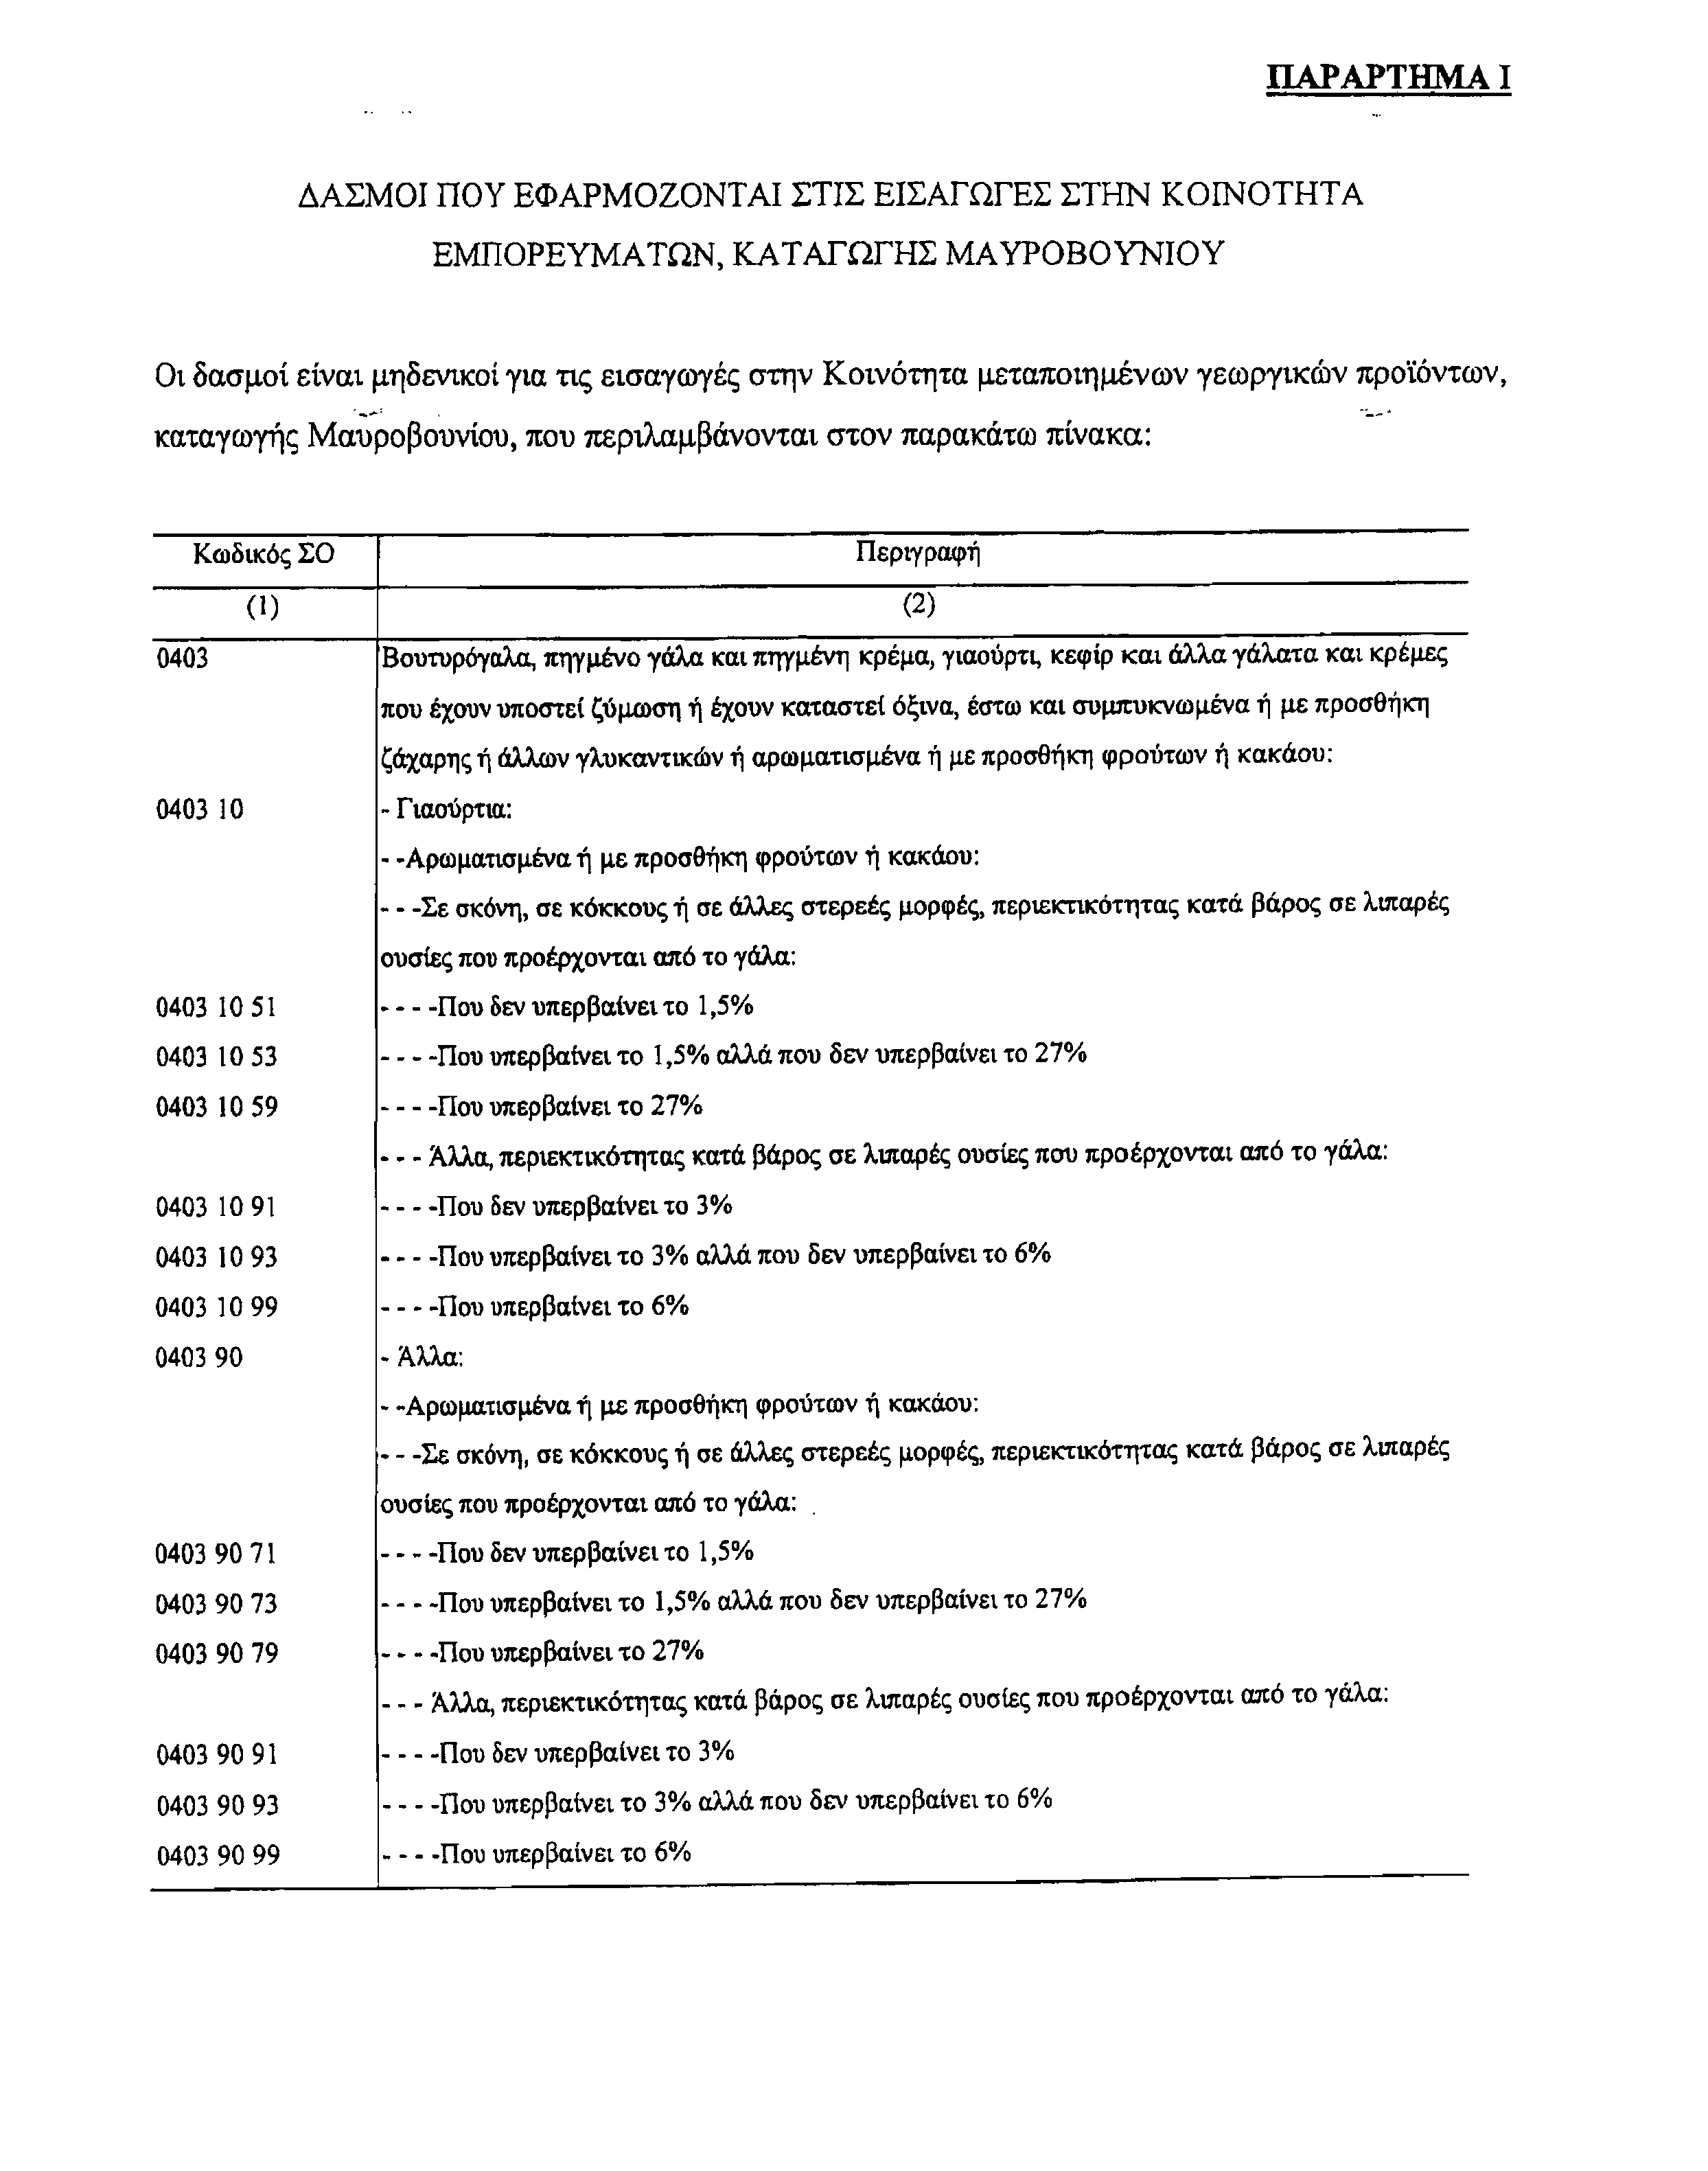 ΠΑΡΑΡΤΗΜΑ Ι
ΔΑΣΜΟΙ ΠΟΥ ΕΦΑΡΜΟΖΟΝΤΑΙ ΣΤΙΣ ΕΙΣΑΓΩΓΕΣ ΣΤΗΝ ΚΟΙΝΟΤΗΤΑ
ΕΜΠΟΡΕΥΜΑΤΩΝ, ΚΑΤΑΓΩΓΗΣ ΜΑΥΡΟΒΟΥΝΙΟΥ
Οι δασμοί είναι μηδενικοί για τις εισαγωγές στην Κοινότητα μεταποιημένων γεωργικών προϊόντων,
καταγωγής Μαυροβουνίου, που περιλαμβάνονται στον παρακάτω πίνακα:
Κωδικός ΣΟ Περιγραφή
(1) (2)
0403 Βουτυρόγαλα, πηγμένο γάλα και πηγμένη κρέμα, γιαούρτι, κεφίρ και άλλα γάλατα και κρέμες
που έχουν υποστεί ζύμωση ή έχουν καταστεί όξινα, έστω και συμπυκνωμένα ή με προσθήκη
ζάχαρης ή άλλων γλυκαντικών ή αρωματισμένα ή με προσθήκη φρούτων ή κακάου:
0403 10 - Γιαούρτια:
- -Αρωματισμένα ή με προσθήκη φρούτων ή κακάου:
- - -Σε σκόνη, σε κόκκους ή σε άλλες στερεές μορφές, περιεκτικότητας κατά βάρος σε λιπαρές
ουσίες που προέρχονται από το γάλα:
0403 10 51 - - - -Που δεν υπερβαίνει το 1,5%
0403 10 53 - - - -Που υπερβαίνει το 1,5% αλλά που δεν υπερβαίνει το 27%
0403 10 59 - - - -Που υπερβαίνει το 27%
- - - Άλλα, περιεκτικότητας κατά βάρος σε λιπαρές ουσίες που προέρχονται από το γάλα:
0403 10 91 - - - -Που δεν υπερβαίνει το 3%
0403 10 93 - - - -Που υπερβαίνει το 3% αλλά που δεν υπερβαίνει το 6%
0403 10 99 - - - -Που υπερβαίνει το 6%
0403 90 - Άλλα:
- -Αρωματισμένα ή με προσθήκη φρούτων ή κακάου:
- - -Σε σκόνη, σε κόκκους ή σε άλλες στερεές μορφές, περιεκτικότητας κατά βάρος σε λιπαρές
ουσίες που προέρχονται από το γάλα:
0403 90 71 - - - -Που δεν υπερβαίνει το 1,5%
0403 90 73 - - - -Που υπερβαίνει το 1,5% αλλά που δεν υπερβαίνει το 27%
0403 90 79 - - - -Που υπερβαίνει το 27%
- - - Άλλα, περιεκτικότητας κατά βάρος σε λιπαρές ουσίες που προέρχονται από το γάλα:
0403 90 91 - - - -Που δεν υπερβαίνει το 3%
0403 90 93 - - - -Που υπερβαίνει το 3% αλλά που δεν υπερβαίνει το 6%
0403 90 99 - - - -Που υπερβαίνει το 6%